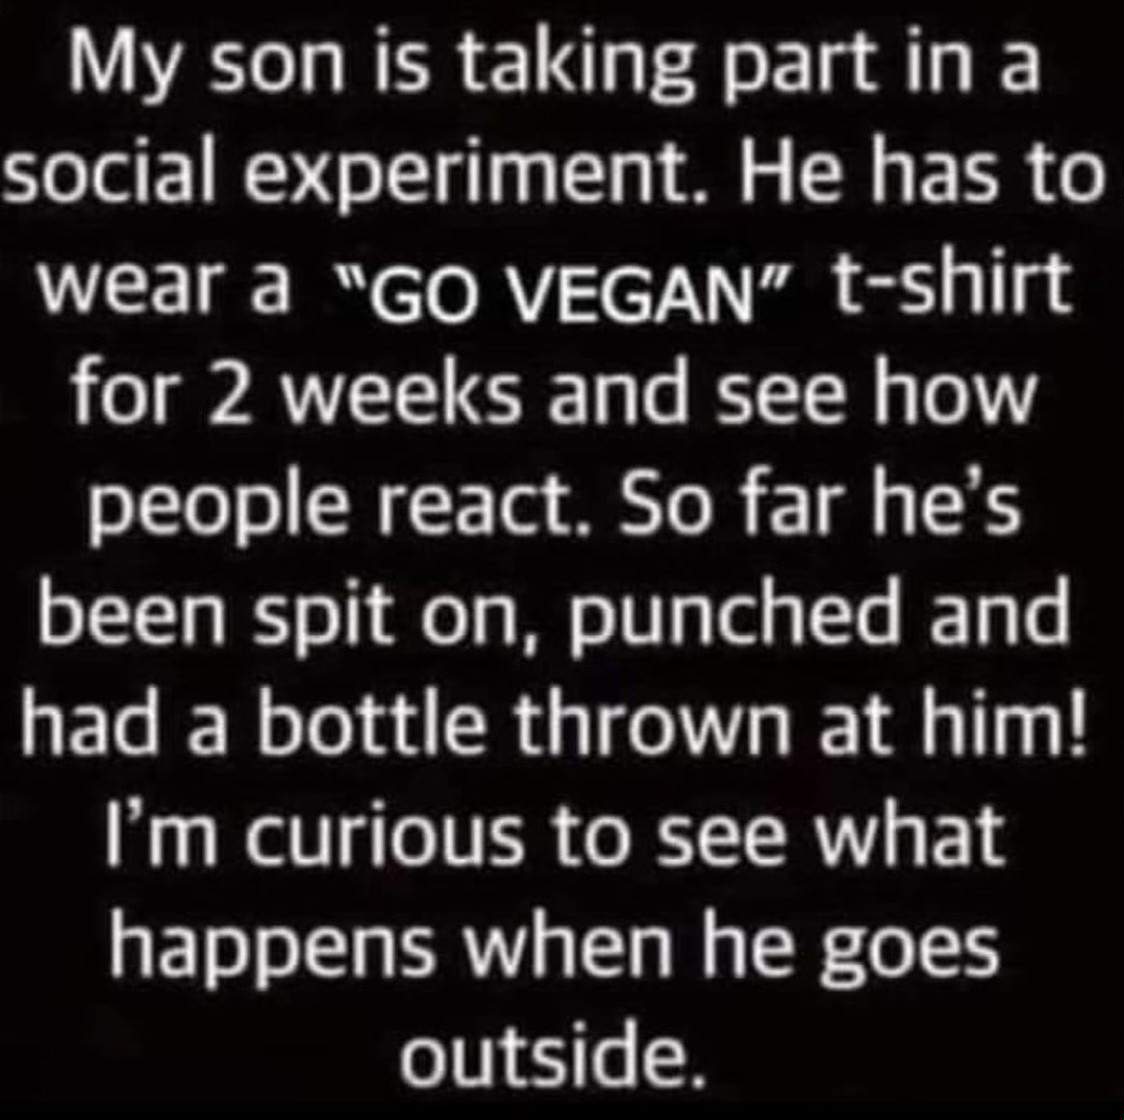 My son is taking part in a
social experiment. He has to
wear a "GO VEGAN" t-shirt
for 2 weeks and see how
people react. So far he's
been spit on, punched and
had a bottle thrown at him!
I'm curious to see what
happens when he goes
outside.